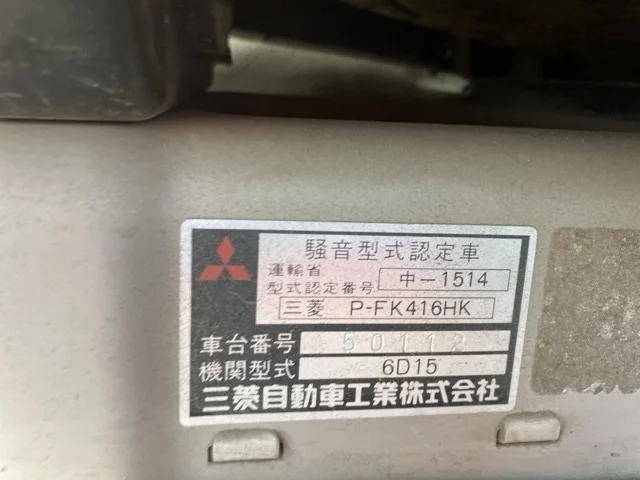 騒音型式認定車
運輸省
型式認定番号 中-1514
三菱 P-FK416HK
車台番号 50112
機関型式 6D15
三菱自動車工業株式会社